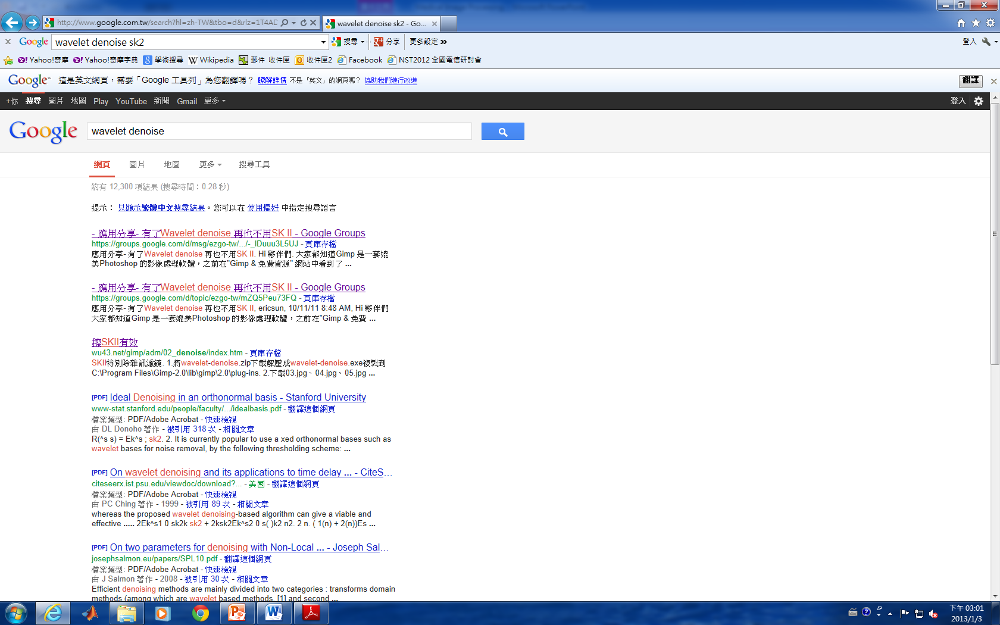 http://www.google.com.tw/search?hl=zh-TW&tbo=d&rlz=1T4AD
wavelet denoise sk2 - Go...
Google wavelet denoise sk2 搜尋 分享 更多設定 » 登入
Yahoo!奇摩 Yahoo!奇摩字典 學術搜尋 Wikipedia 郵件 收件匣 收件匣2 Facebook NST2012 全國電信研討會
Google™ 這是英文網頁，需要「Google 工具列」為您翻譯嗎？ 瞭解詳情 不是「英文」的網頁嗎？ 協助我們進行改進 翻譯
+你 搜尋 圖片 地圖 Play YouTube 新聞 Gmail 更多 登入
Google wavelet denoise
網頁 圖片 地圖 更多 搜尋工具
約有 12,300 項結果 (搜尋時間：0.28 秒)
提示： 只顯示繁體中文搜尋結果。您可以在 使用偏好 中指定搜尋語言
- 應用分享- 有了Wavelet denoise 再也不用SK II - Google Groups
https://groups.google.com/d/msg/ezgo-tw/.../-_IDuuu3L5UJ - 頁庫存檔
應用分享- 有了Wavelet denoise 再也不用SK II. Hi 夥伴們. 大家都知道Gimp 是一套媲
美Photoshop 的影像處理軟體，之前在"Gimp & 免費資源" 網站中看到了 ...
- 應用分享- 有了Wavelet denoise 再也不用SK II - Google Groups
https://groups.google.com/d/topic/ezgo-tw/mZQ5Peu73FQ - 頁庫存檔
應用分享- 有了Wavelet denoise 再也不用SK II, ericsun, 10/11/11 8:48 AM, Hi 夥伴們
大家都知道Gimp 是一套媲美Photoshop 的影像處理軟體，之前在"Gimp & 免費 ...
擦SKII有效
wu43.net/gimp/adm/02_denoise/index.htm - 頁庫存檔
SKII特別除雜訊濾鏡. 1.將wavelet-denoise.zip下載解壓成wavelet-denoise.exe複製到
C:\Program Files\Gimp-2.0\lib\gimp\2.0\plug-ins. 2.下載03.jpg、04.jpg、05.jpg ...
[PDF] Ideal Denoising in an orthonormal basis - Stanford University
www-stat.stanford.edu/people/faculty/.../idealbasis.pdf - 翻譯這個網頁
檔案類型: PDF/Adobe Acrobat - 快速檢視
由 DL Donoho 著作 - 被引用 318 次 - 相關文章
R(^s s) = Ek^s ; sk2. 2. It is currently popular to use a xed orthonormal bases such as
wavelet bases for noise removal, by the following thresholding scheme: ...
[PDF] On wavelet denoising and its applications to time delay ... - CiteS...
citeseerx.ist.psu.edu/viewdoc/download?... - 美國 - 翻譯這個網頁
檔案類型: PDF/Adobe Acrobat - 快速檢視
由 PC Ching 著作 - 1999 - 被引用 89 次 - 相關文章
whereas the proposed wavelet denoising-based algorithm can give a viable and
effective ..... 2Ek^s1 0 sk2k sk2 + 2ksk2Ek^s2 0 s( )k2 n2. 2 n. ( 1(n) + 2(n))Es ...
[PDF] On two parameters for denoising with Non-Local ... - Joseph Sal...
josephsalmon.eu/papers/SPL10.pdf - 翻譯這個網頁
檔案類型: PDF/Adobe Acrobat - 快速檢視
由 J Salmon 著作 - 2008 - 被引用 30 次 - 相關文章
Efficient denoising methods are mainly divided into two categories : transforms domain
methods (among which are wavelet based methods, [1] and second ...
下午 03:01
2013/1/3